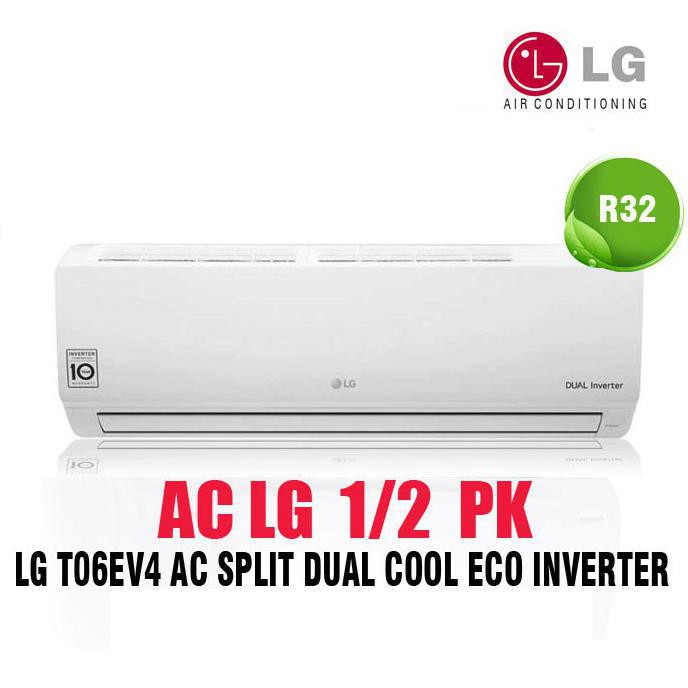 LG
AIR CONDITIONING
R32
INVERTER
10 YEAR
WARRANTY
LG
DUAL Inverter
AC LG 1/2 PK
LG T06EV4 AC SPLIT DUAL COOL ECO INVERTER